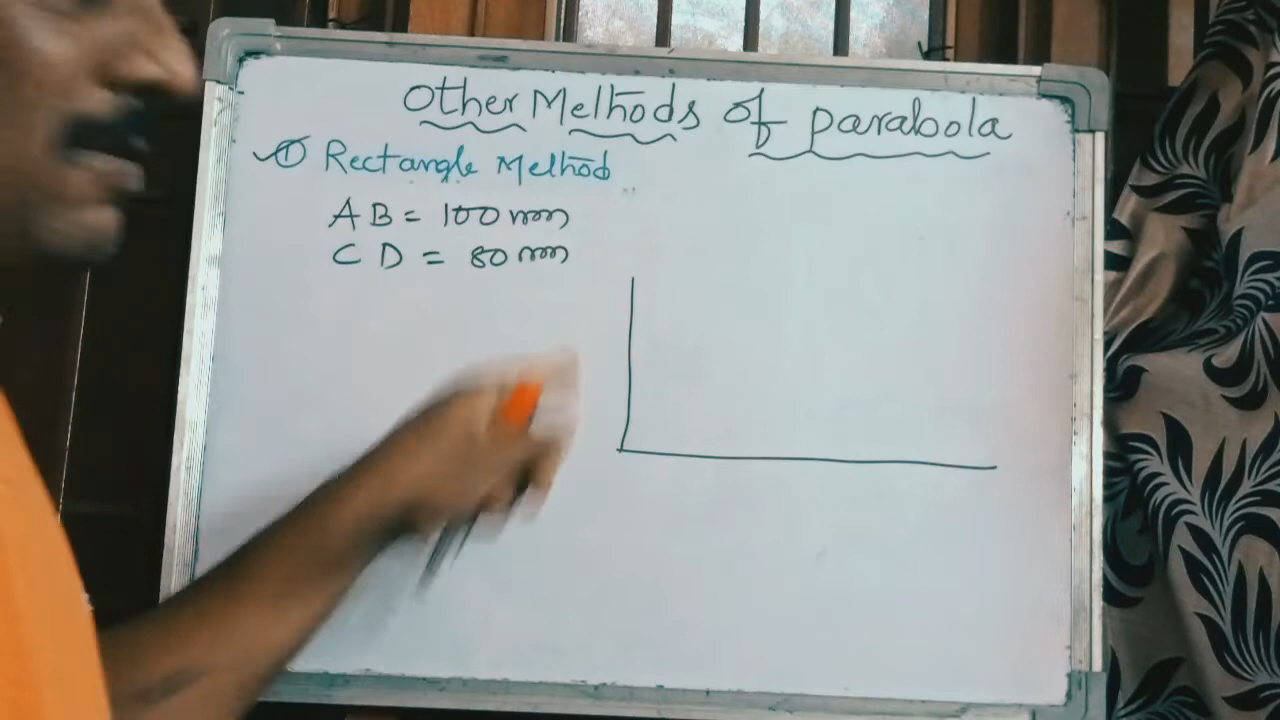 Other Methods of parabola
① Rectangle Method
AB = 100 mm
CD = 80 mm